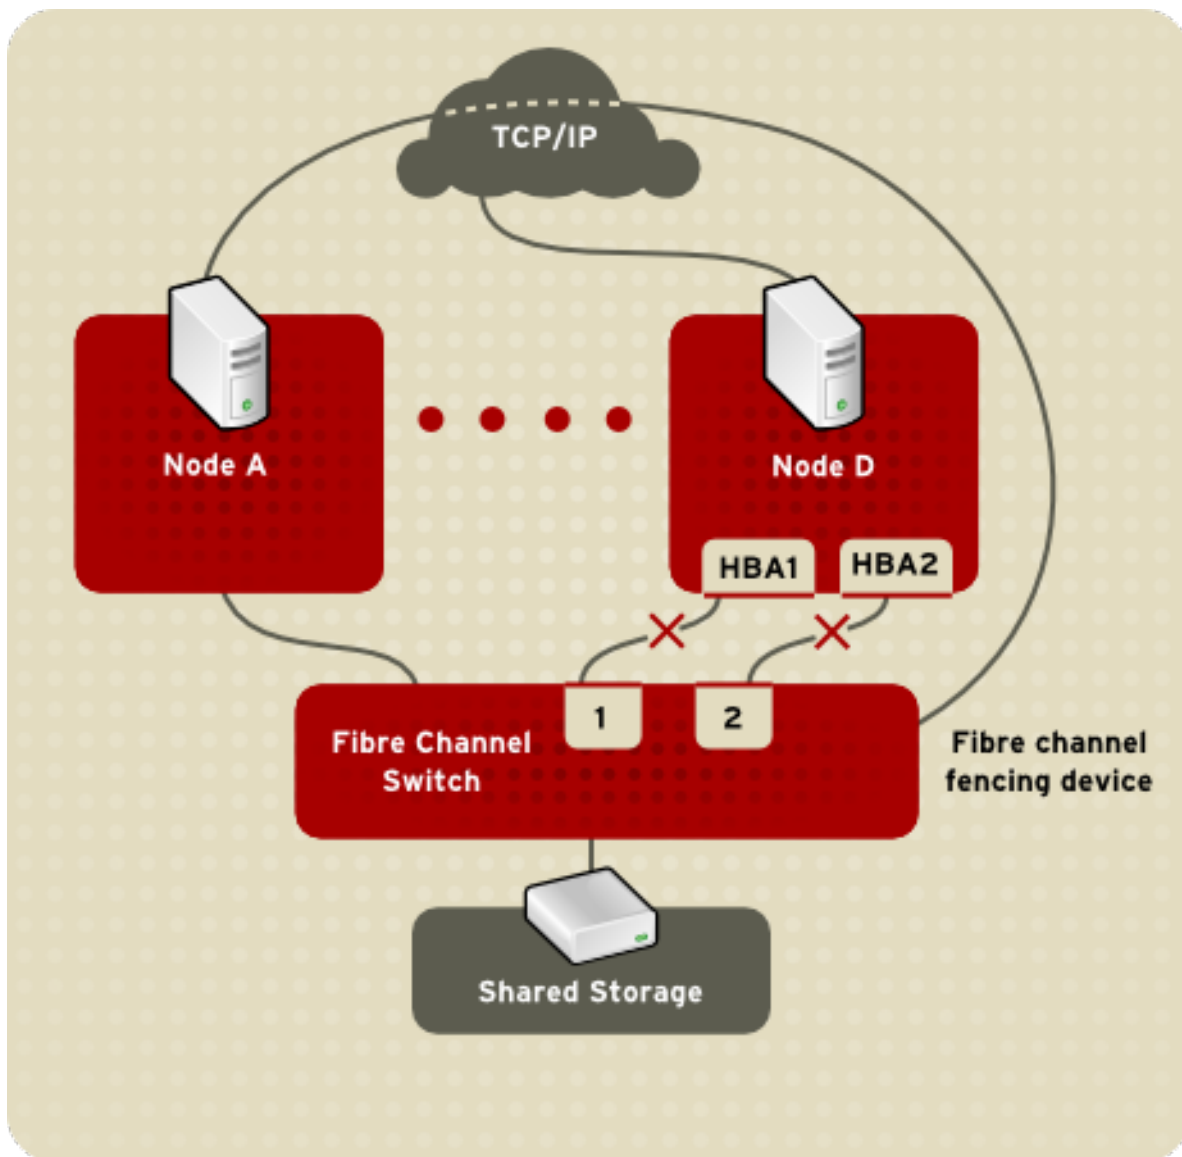 TCP/IP
Node A
Node D
HBA1
HBA2
1
2
Fibre Channel
Switch
Fibre channel
fencing device
Shared Storage